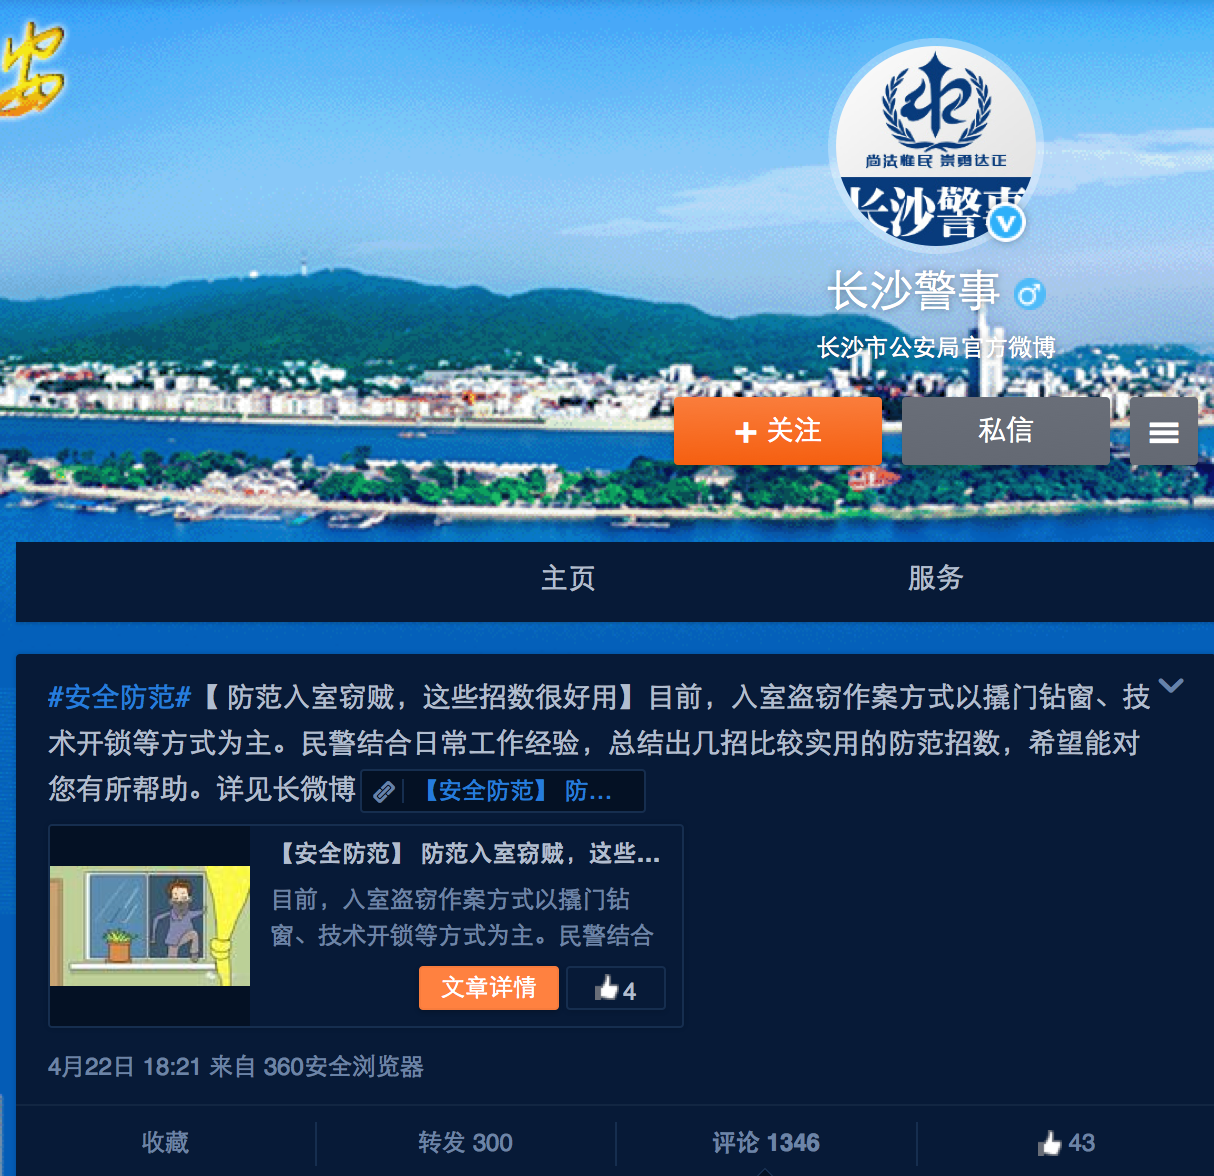 安
尚法惟民 崇勇达正
长沙警事
长沙警事
长沙市公安局官方微博
关注
私信
主页
服务
#安全防范#【 防范入室窃贼，这些招数很好用】目前，入室盗窃作案方式以撬门钻窗、技
术开锁等方式为主。民警结合日常工作经验，总结出几招比较实用的防范招数，希望能对
您有所帮助。详见长微博 【安全防范】 防...
【安全防范】 防范入室窃贼，这些...
目前，入室盗窃作案方式以撬门钻
窗、技术开锁等方式为主。民警结合
文章详情
4
4月22日 18:21 来自 360安全浏览器
收藏
转发 300
评论 1346
43